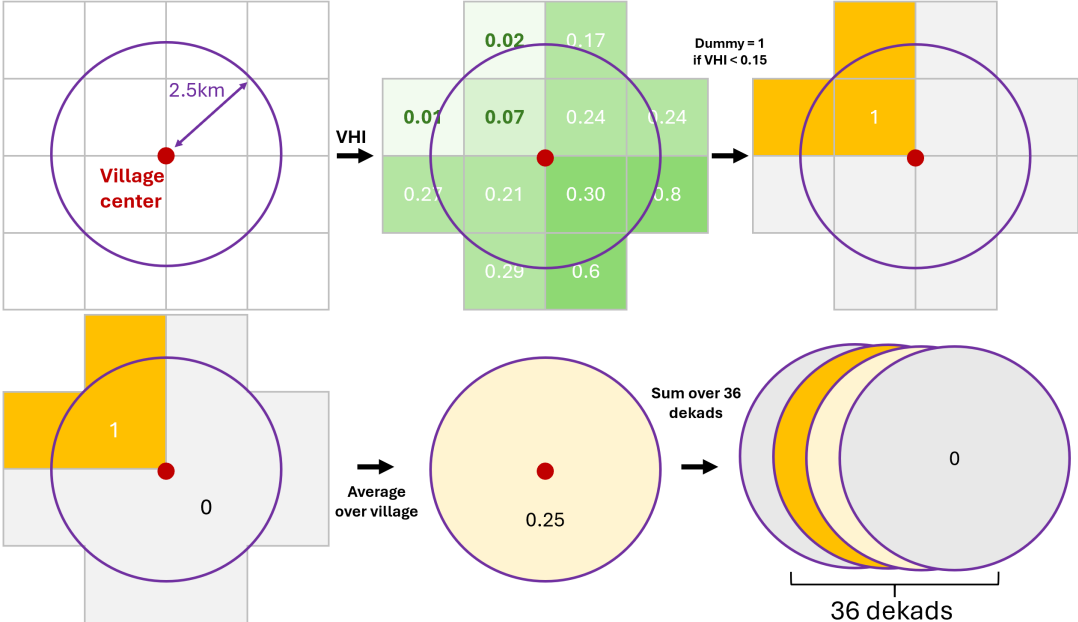 2.5km
Village
center
VHI
0.02
0.17
0.01
0.07
0.24
0.24
0.27
0.21
0.30
0.8
0.29
0.6
Dummy = 1
if VHI < 0.15
1
1
0
Average
over village
0.25
Sum over 36
dekads
0
36 dekads